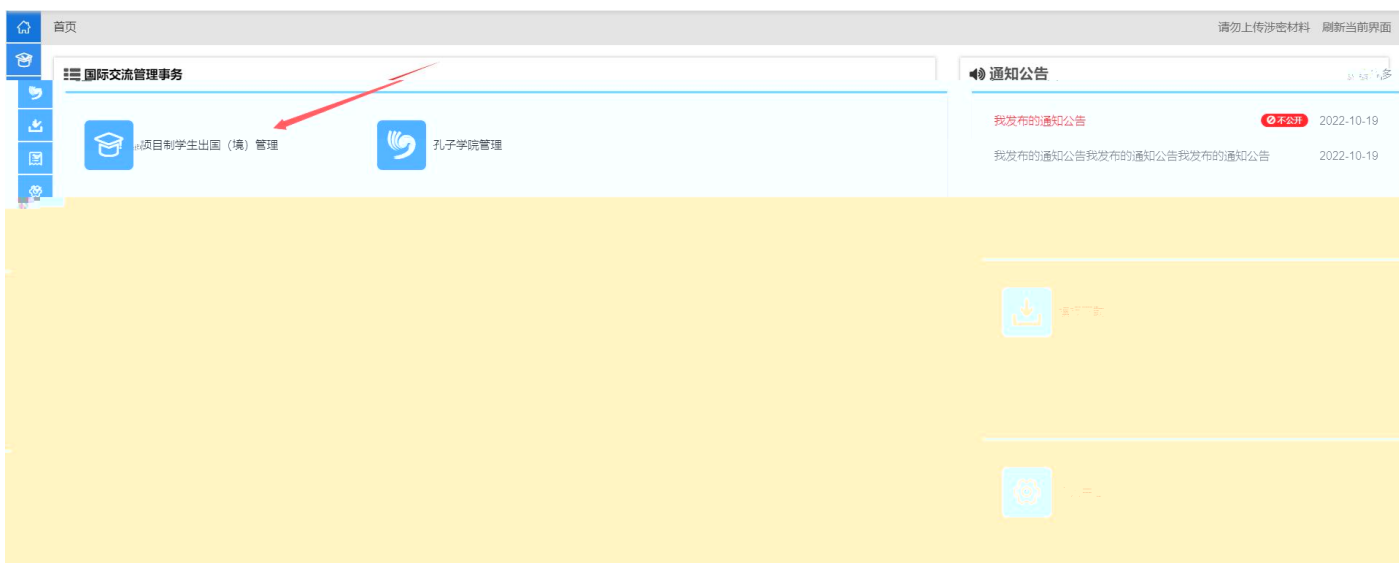 首页
请勿上传涉密材料 刷新当前界面
国际交流管理事务
通知公告
多
项目制学生出国（境）管理
孔子学院管理
我发布的通知公告 不公开 2022-10-19
我发布的通知公告我发布的通知公告我发布的通知公告 2022-10-19